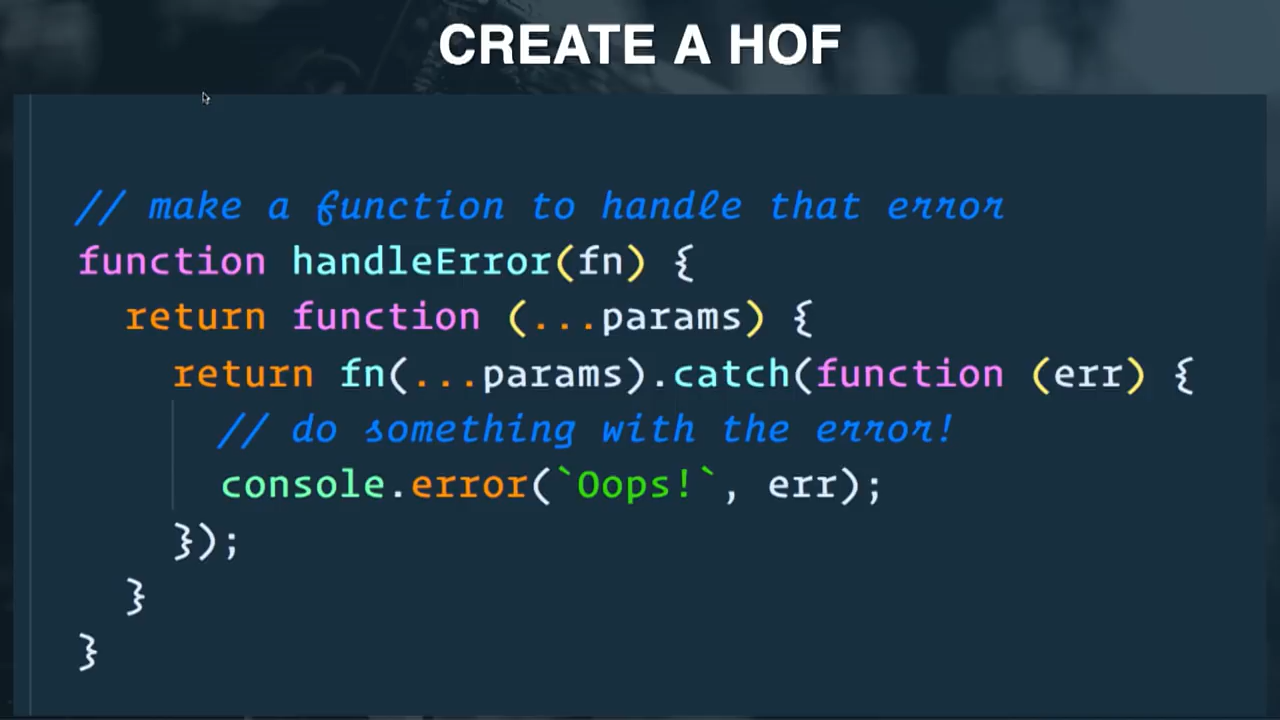 CREATE A HOF
// make a function to handle that error
function handleError(fn) {
return function (...params) {
return fn(...params).catch(function (err) {
// do something with the error!
console.error(`Oops!`, err);
});
}
}